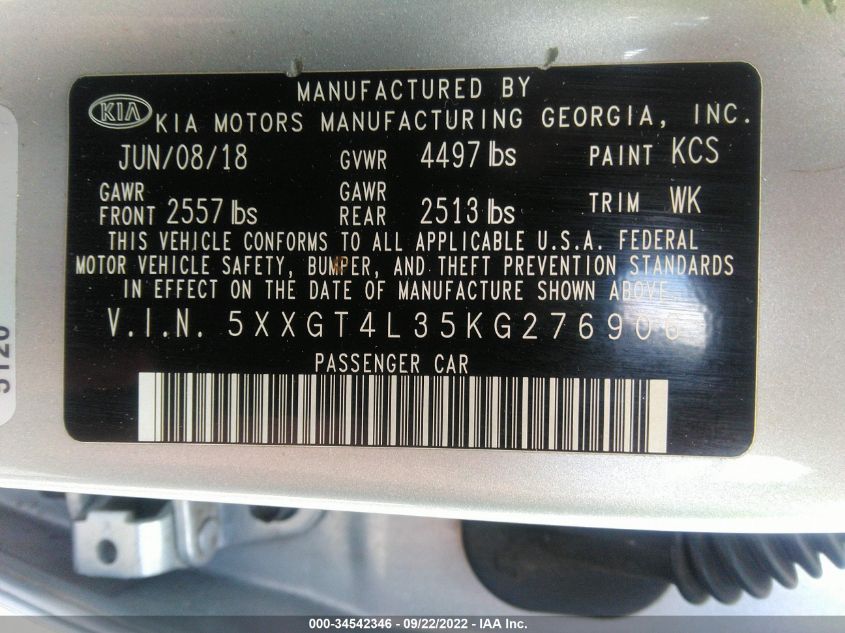 MANUFACTURED BY
KIA KIA MOTORS MANUFACTURING GEORGIA, INC.
JUN/08/18 GVWR 4497 lbs PAINT KCS
GAWR FRONT 2557 lbs GAWR REAR 2513 lbs TRIM WK
THIS VEHICLE CONFORMS TO ALL APPLICABLE U.S.A. FEDERAL
MOTOR VEHICLE SAFETY, BUMPER, AND THEFT PREVENTION STANDARDS
IN EFFECT ON THE DATE OF MANUFACTURE SHOWN ABOVE.
V.I.N. 5XXGT4L35KG276906
PASSENGER CAR
000-34542346 - 09/22/2022 - IAA Inc.